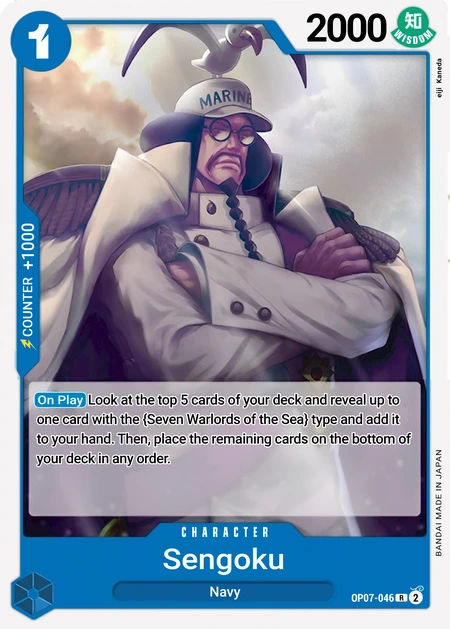 1
2000
知
WISDOM
eiji Kaneda
MARINE
COUNTER +1000
On Play Look at the top 5 cards of your deck and reveal up to
one card with the {Seven Warlords of the Sea} type and add it
to your hand. Then, place the remaining cards on the bottom of
your deck in any order.
BANDAI MADE IN JAPAN
CHARACTER
Sengoku
Navy
OP07-046 R 2